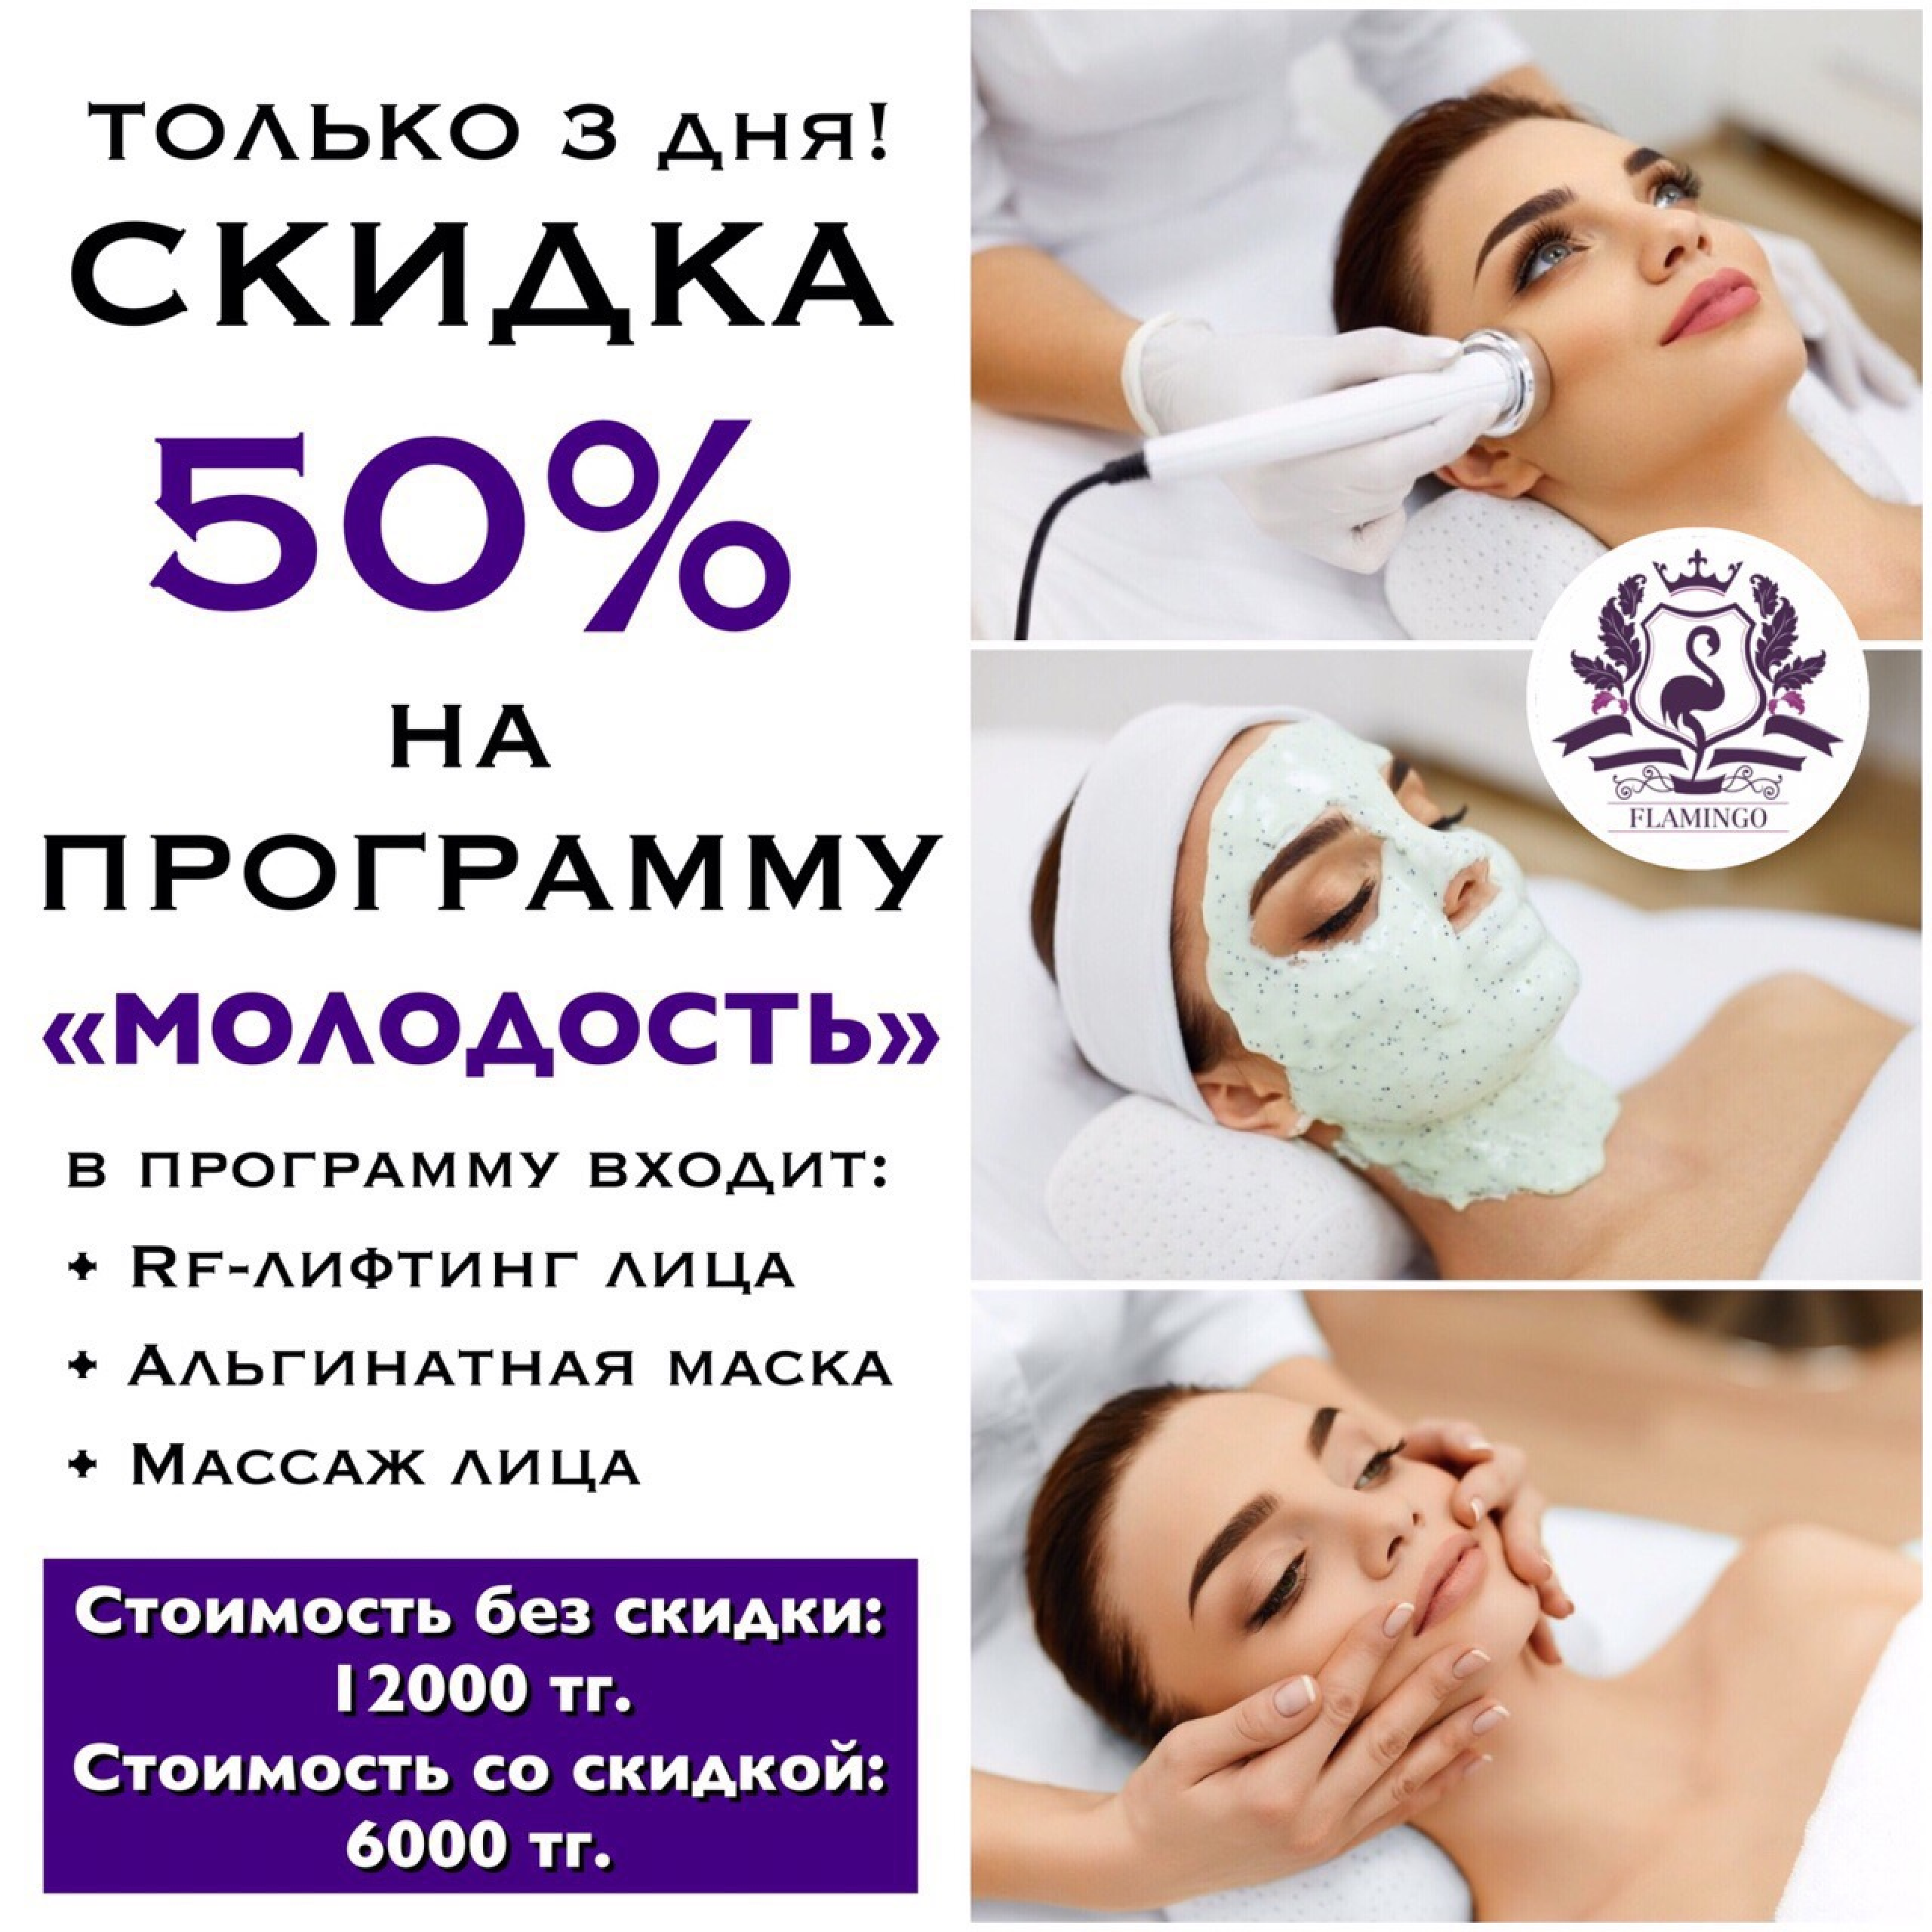 ТОЛЬКО 3 ДНЯ!
СКИДКА
50%
НА
ПРОГРАММУ
«МОЛОДОСТЬ»
В ПРОГРАММУ ВХОДИТ:
✦ RF-ЛИФТИНГ ЛИЦА
✦ АЛЬГИНАТНАЯ МАСКА
✦ МАССАЖ ЛИЦА
Стоимость без скидки:
12000 тг.
Стоимость со скидкой:
6000 тг.
FLAMINGO